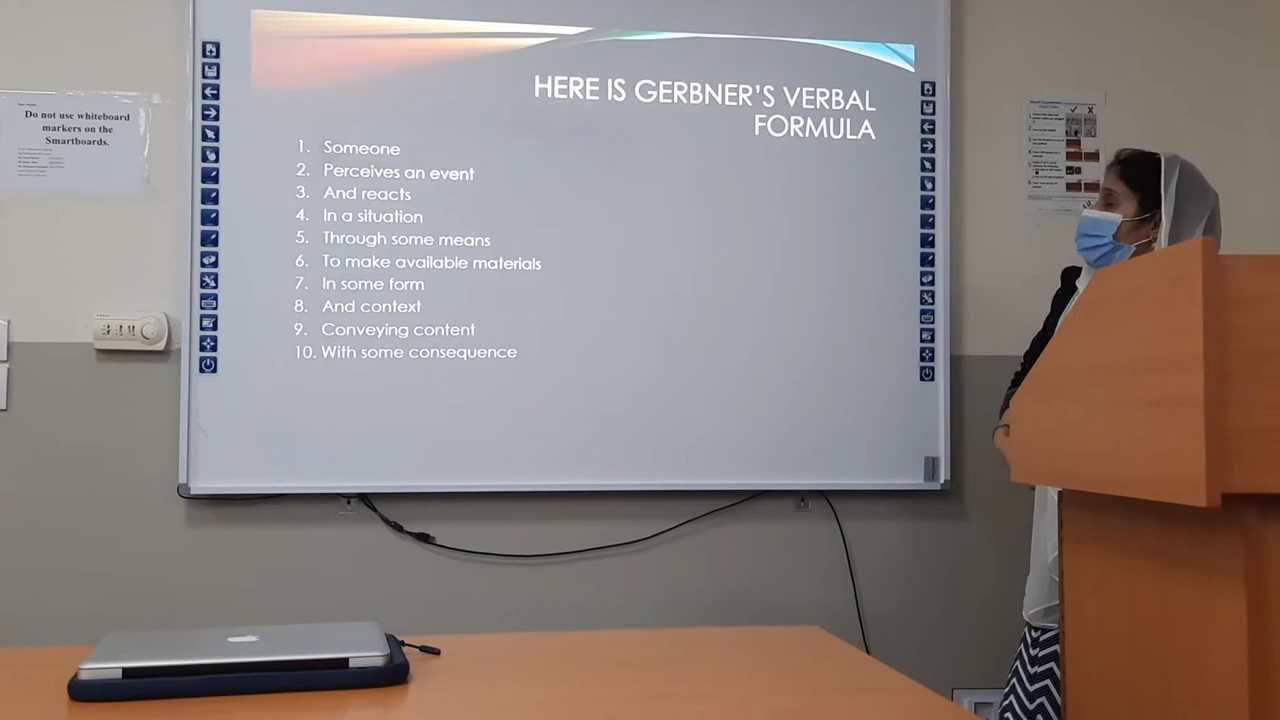 Do not use whiteboard
markers on the
Smartboards.
HERE IS GERBNER'S VERBAL
FORMULA
1. Someone
2. Perceives an event
3. And reacts
4. In a situation
5. Through some means
6. To make available materials
7. In some form
8. And context
9. Conveying content
10. With some consequence